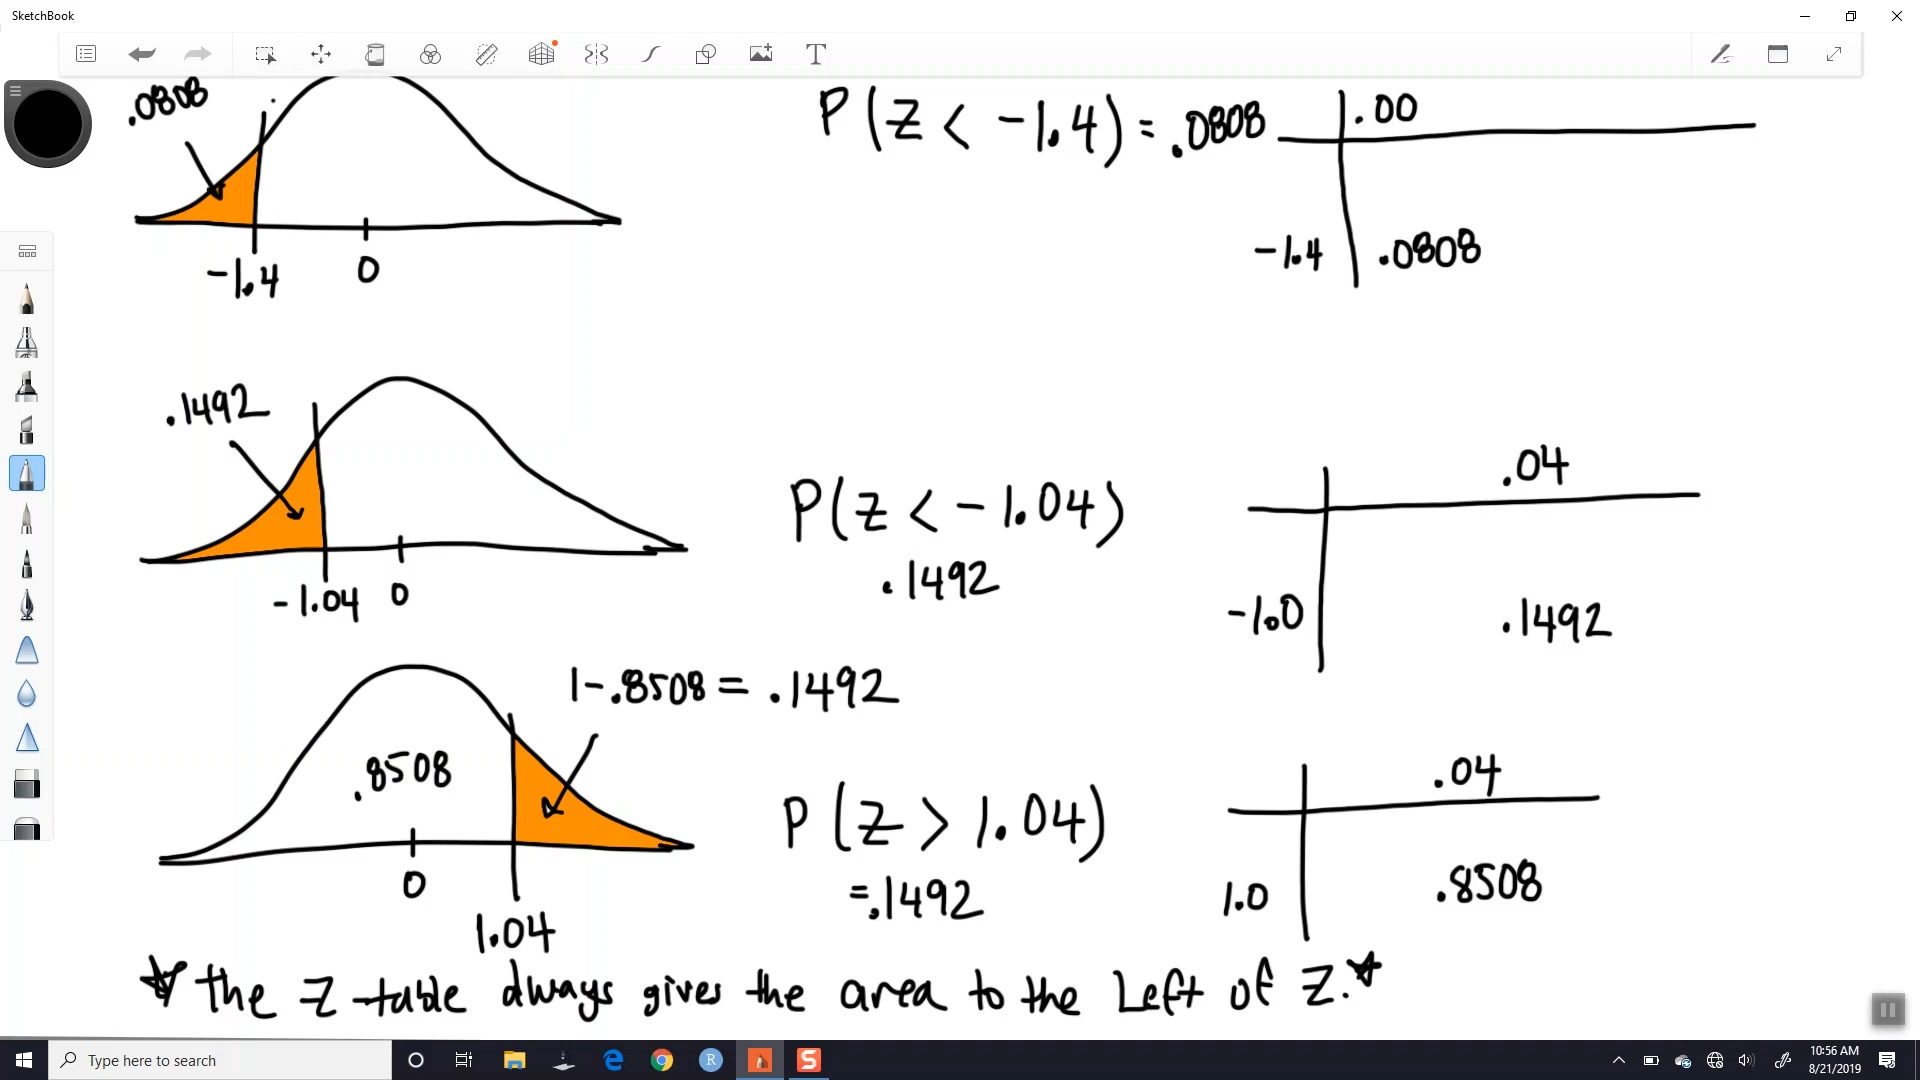 SketchBook
.0808
P(Z < -1.4) = .0808
.00
-1.4 .0808
-1.4 0
.1492
.04
P(Z < -1.04)
.1492
-1.0 .1492
-1.04 0
1-.8508 = .1492
.8508
.04
P(Z > 1.04)
=.1492
1.0 .8508
0
1.04
* the Z-table always gives the area to the Left of Z.*
Type here to search
10:56 AM
8/21/2019